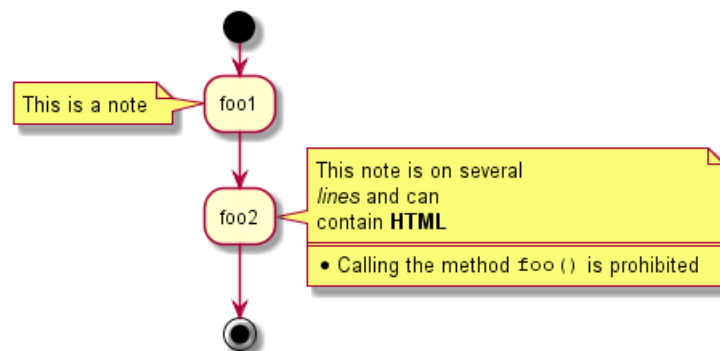 This is a note
foo1
This note is on several
lines and can
contain HTML
foo2
• Calling the method foo() is prohibited